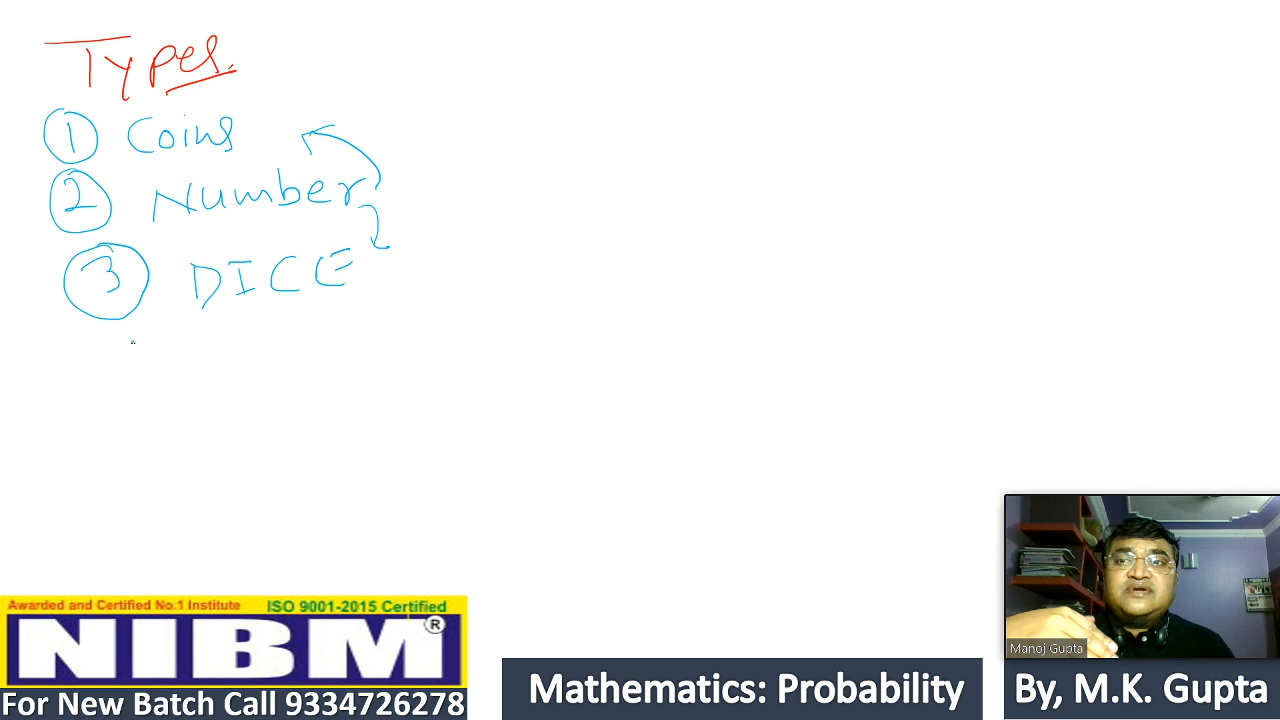 Types.
1 Coins
2 Number
3 DICE
Awarded and Certified No.1 Institute ISO 9001-2015 Certified
NIBM ®
For New Batch Call 9334726278
Mathematics: Probability
By, M.K. Gupta
Manoj Gupta